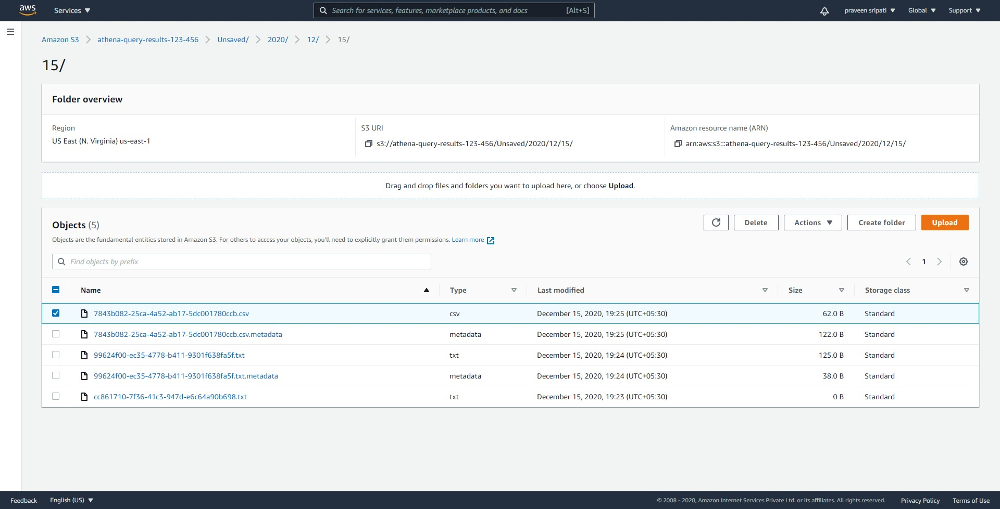 aws Services Search for services, features, marketplace products, and docs [Alt+S] praveen sripati Global Support
Amazon S3 athena-query-results-123-456 Unsaved/ 2020/ 12/ 15/
15/
Folder overview
Region S3 URI Amazon resource name (ARN)
US East (N. Virginia) us-east-1 s3://athena-query-results-123-456/Unsaved/2020/12/15/ arn:aws:s3:::athena-query-results-123-456/Unsaved/2020/12/15/
Drag and drop files and folders you want to upload here, or choose Upload.
Objects (5) Delete Actions Create folder Upload
Objects are the fundamental entities stored in Amazon S3. For others to access your objects, you'll need to explicitly grant them permissions. Learn more
Find objects by prefix 1
Name Type Last modified Size Storage class
7843b082-25ca-4a52-ab17-5dc001780ccb.csv csv December 15, 2020, 19:25 (UTC+05:30) 62.0 B Standard
7843b082-25ca-4a52-ab17-5dc001780ccb.csv.metadata metadata December 15, 2020, 19:25 (UTC+05:30) 122.0 B Standard
99624f00-ec35-4778-b411-9301f638fa5f.txt txt December 15, 2020, 19:24 (UTC+05:30) 125.0 B Standard
99624f00-ec35-4778-b411-9301f638fa5f.txt.metadata metadata December 15, 2020, 19:24 (UTC+05:30) 38.0 B Standard
cc861710-7f36-41c3-947d-e6c64a90b698.txt txt December 15, 2020, 19:23 (UTC+05:30) 0 B Standard
Feedback English (US) © 2008 - 2020, Amazon Internet Services Private Ltd. or its affiliates. All rights reserved. Privacy Policy Terms of Use